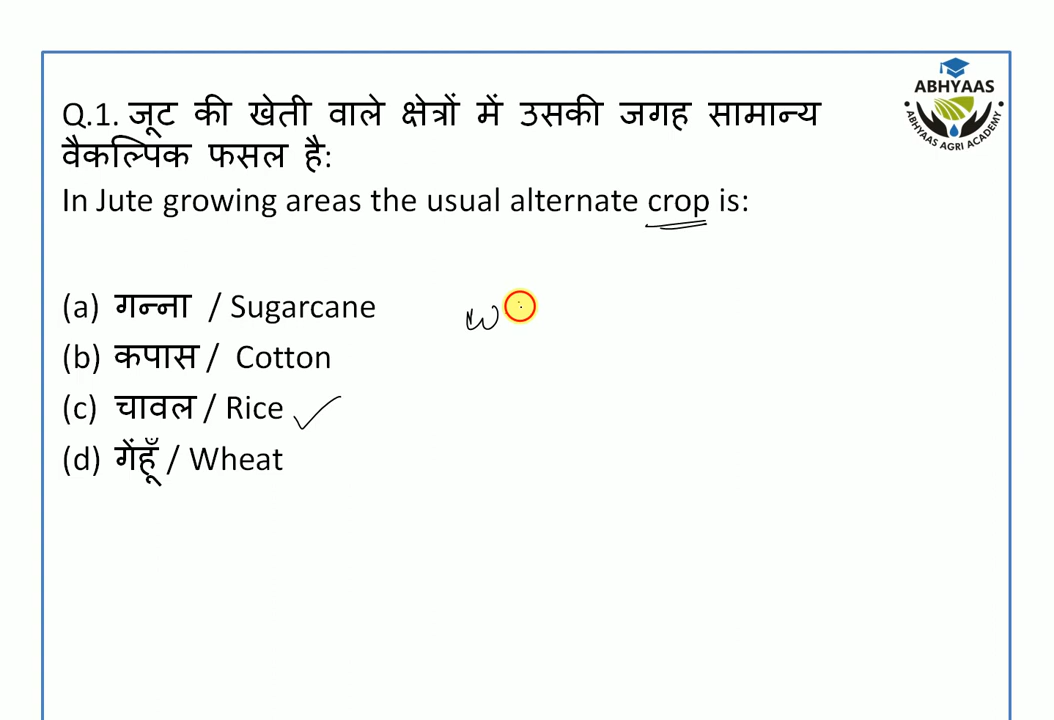 ABHYAAS
ABHYAAS AGRI ACADEMY
Q.1. जूट की खेती वाले क्षेत्रों में उसकी जगह सामान्य
वैकल्पिक फसल है:
In Jute growing areas the usual alternate crop is:
(a) गन्ना / Sugarcane
(b) कपास / Cotton
(c) चावल / Rice
(d) गेंहूँ / Wheat